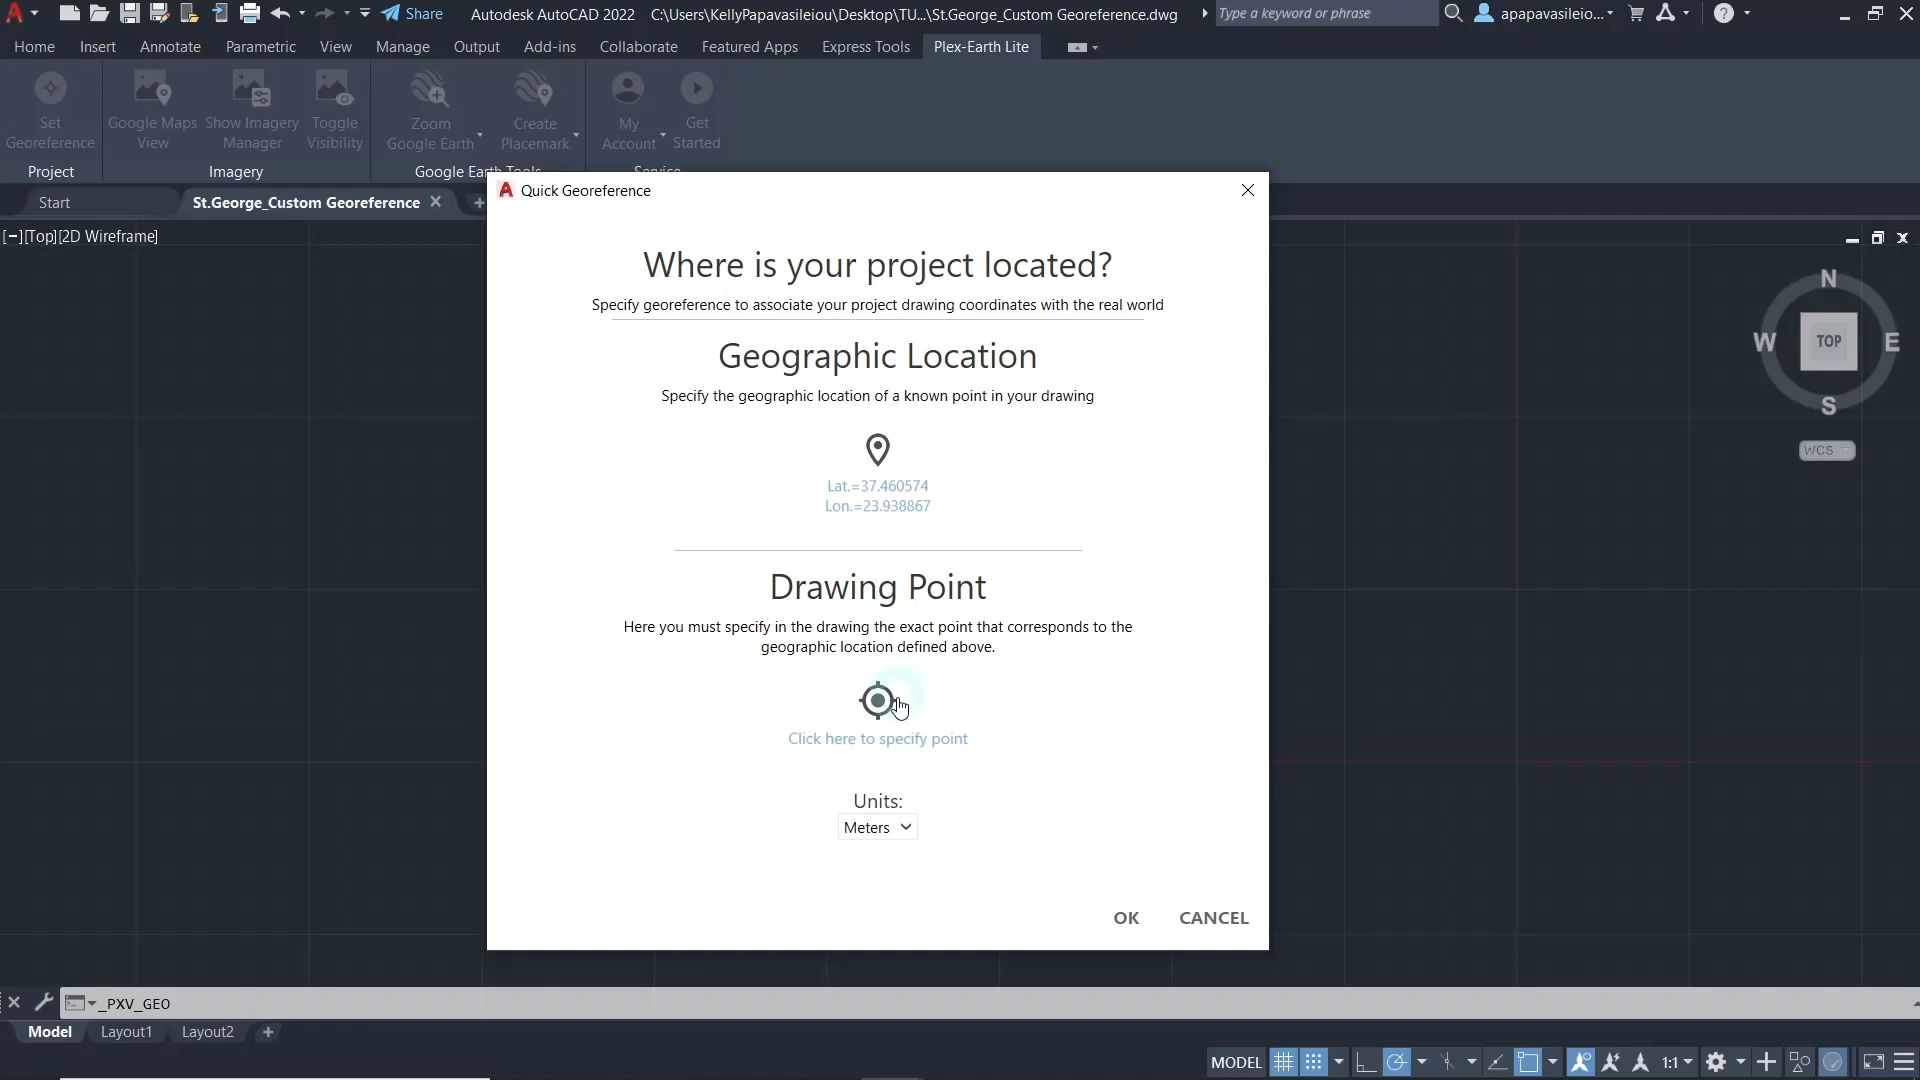 Share
Autodesk AutoCAD 2022
C:\Users\KellyPapavasileiou\Desktop\TU...\St.George_Custom Georeference.dwg
Type a keyword or phrase
apapavasileio...
Home
Insert
Annotate
Parametric
View
Manage
Output
Add-ins
Collaborate
Featured Apps
Express Tools
Plex-Earth Lite
Set
Georeference
Google Maps
View
Show Imagery
Manager
Toggle
Visibility
Zoom
Google Earth
Create
Placemark
My
Account
Get
Started
Project
Imagery
Google Earth Tools
Service
Start
St.George_Custom Georeference
[−][Top][2D Wireframe]
Quick Georeference
Where is your project located?
Specify georeference to associate your project drawing coordinates with the real world
Geographic Location
Specify the geographic location of a known point in your drawing
Lat.=37.460574
Lon.=23.938867
Drawing Point
Here you must specify in the drawing the exact point that corresponds to the
geographic location defined above.
Click here to specify point
Units:
Meters
OK
CANCEL
N
W
TOP
E
S
WCS
_PXV_GEO
Model
Layout1
Layout2
MODEL
1:1